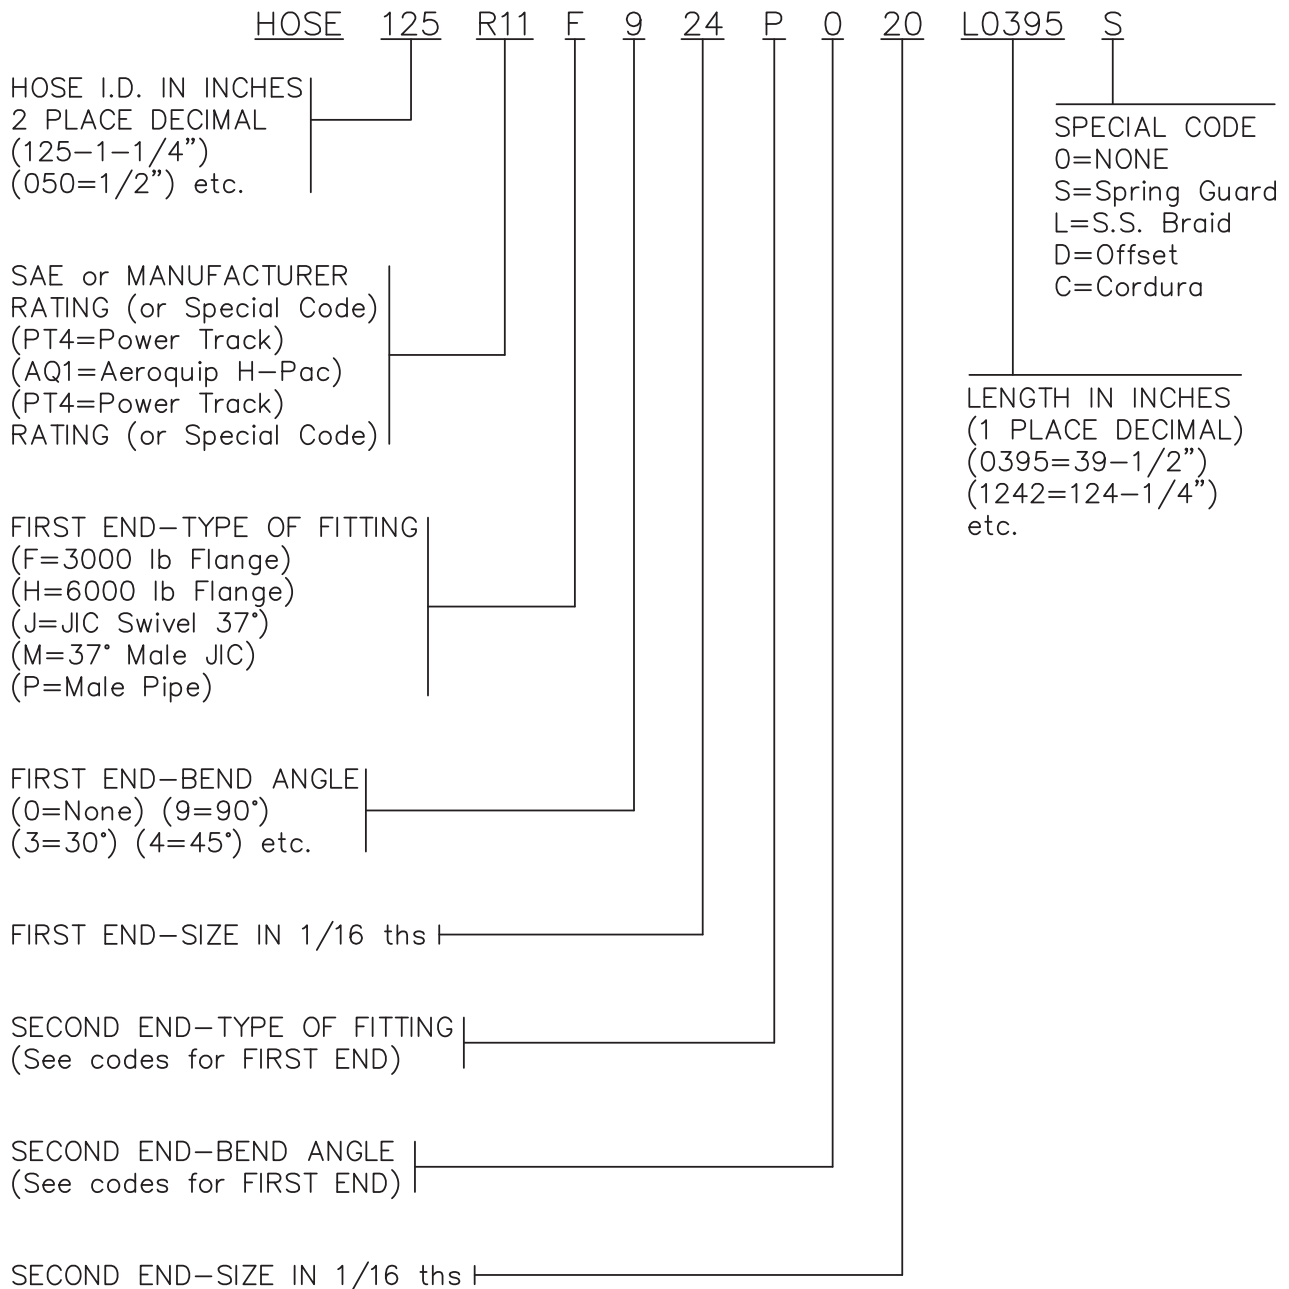 HOSE 125 R11 F 9 24 P 0 20 L0395 S
HOSE I.D. IN INCHES
2 PLACE DECIMAL
(125-1-1/4")
(050=1/2") etc.
SPECIAL CODE
0=NONE
S=Spring Guard
L=S.S. Braid
D=Offset
C=Cordura
SAE or MANUFACTURER
RATING (or Special Code)
(PT4=Power Track)
(AQ1=Aeroquip H-Pac)
(PT4=Power Track)
RATING (or Special Code)
LENGTH IN INCHES
(1 PLACE DECIMAL)
(0395=39-1/2")
(1242=124-1/4")
etc.
FIRST END-TYPE OF FITTING
(F=3000 lb Flange)
(H=6000 lb Flange)
(J=JIC Swivel 37°)
(M=37° Male JIC)
(P=Male Pipe)
FIRST END-BEND ANGLE
(0=None) (9=90°)
(3=30°) (4=45°) etc.
FIRST END-SIZE IN 1/16 ths
SECOND END-TYPE OF FITTING
(See codes for FIRST END)
SECOND END-BEND ANGLE
(See codes for FIRST END)
SECOND END-SIZE IN 1/16 ths